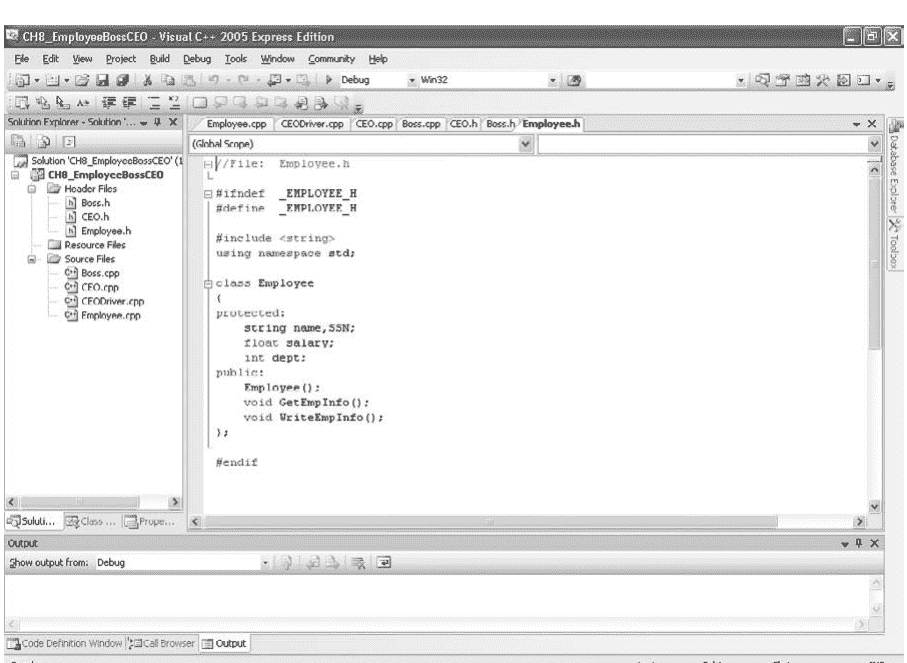 CH8_EmployeeBossCEO - Visual C++ 2005 Express Edition
File Edit View Project Build Debug Tools Window Community Help
Debug Win32
Solution Explorer - Solution '...
Employee.cpp CEODriver.cpp CEO.cpp Boss.cpp CEO.h Boss.h Employee.h
(Global Scope)
Solution 'CH8_EmployeeBossCEO' (1
CH8_EmployeeBossCEO
Header Files
Boss.h
CEO.h
Employee.h
Resource Files
Source Files
Boss.cpp
CEO.cpp
CEODriver.cpp
Employee.cpp
//File: Employee.h
#ifndef _EMPLOYEE_H
#define _EMPLOYEE_H
#include <string>
using namespace std;
class Employee
{
protected:
string name,SSN;
float salary;
int dept;
public:
Employee();
void GetEmpInfo();
void WriteEmpInfo();
};
#endif
Database Explorer
Toolbox
Soluti... Class ... Prope...
Output
Show output from: Debug
Code Definition Window Call Browser Output